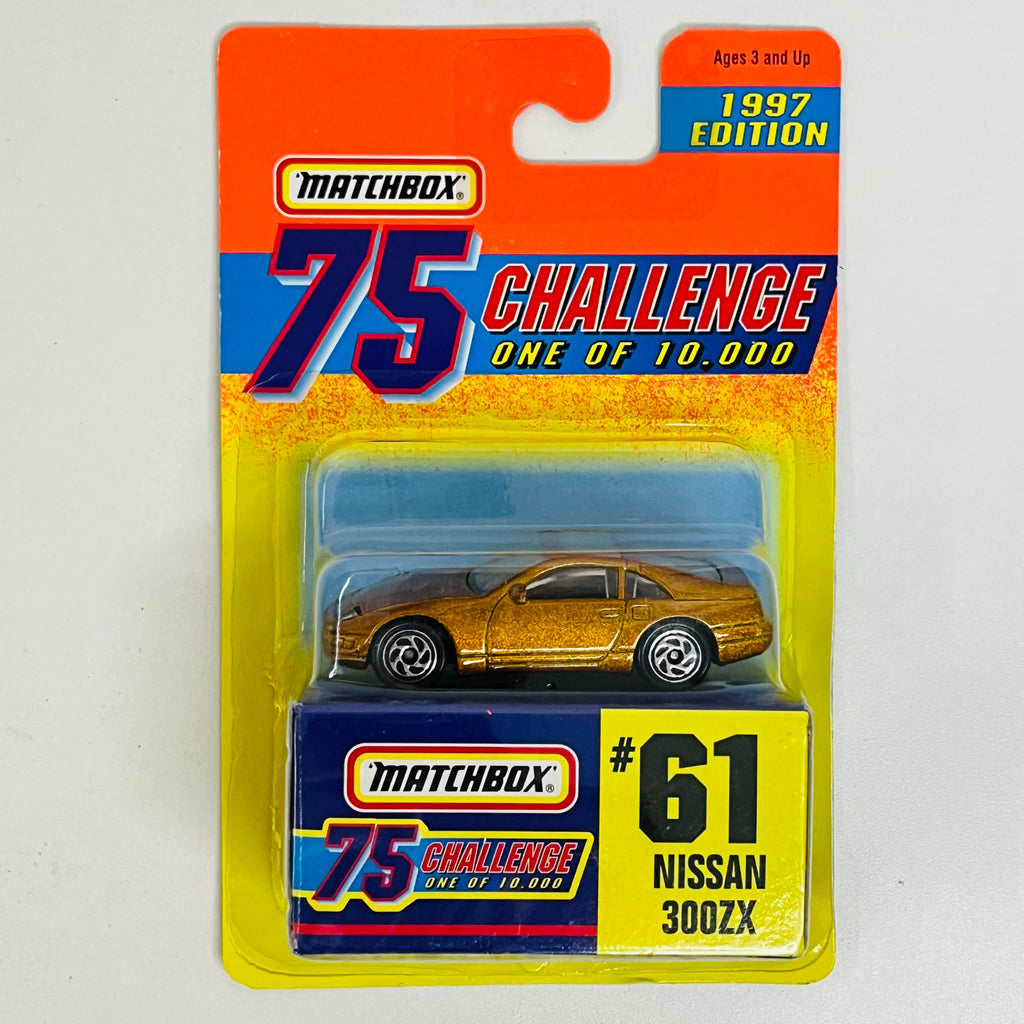 Ages 3 and Up
1997
EDITION
'MATCHBOX'®
75 CHALLENGE
ONE OF 10,000
'MATCHBOX'®
75 CHALLENGE
ONE OF 10,000
#61
NISSAN
300ZX